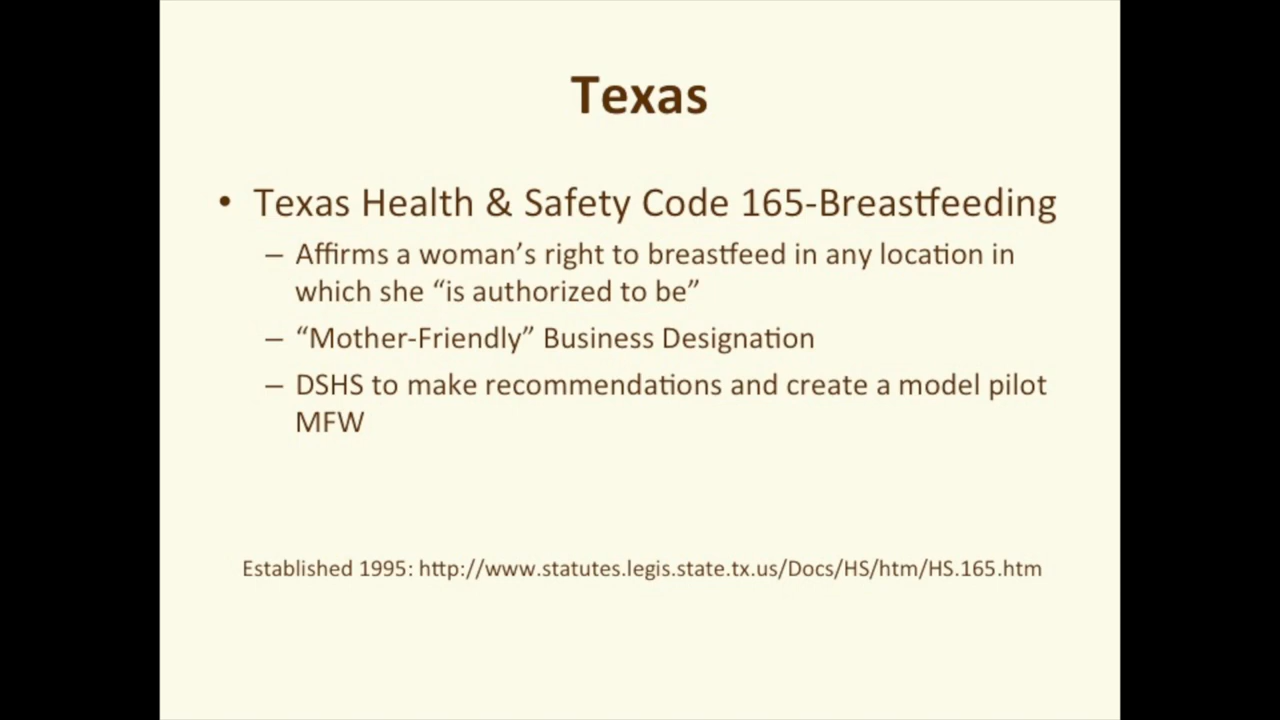 Texas
• Texas Health & Safety Code 165-Breastfeeding
– Affirms a woman’s right to breastfeed in any location in
which she “is authorized to be”
– “Mother-Friendly” Business Designation
– DSHS to make recommendations and create a model pilot
MFW
Established 1995: http://www.statutes.legis.state.tx.us/Docs/HS/htm/HS.165.htm